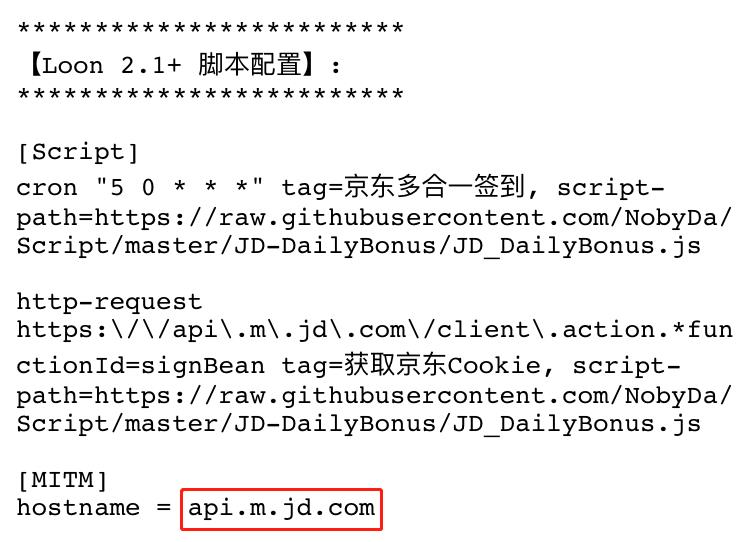 *************************
【Loon 2.1+ 脚本配置】:
*************************
[Script]
cron "5 0 * * *" tag=京东多合一签到, script-
path=https://raw.githubusercontent.com/NobyDa/
Script/master/JD-DailyBonus/JD_DailyBonus.js
http-request
https:\/\/api\.m\.jd\.com\/client\.action.*fun
ctionId=signBean tag=获取京东Cookie, script-
path=https://raw.githubusercontent.com/NobyDa/
Script/master/JD-DailyBonus/JD_DailyBonus.js
[MITM]
hostname = api.m.jd.com